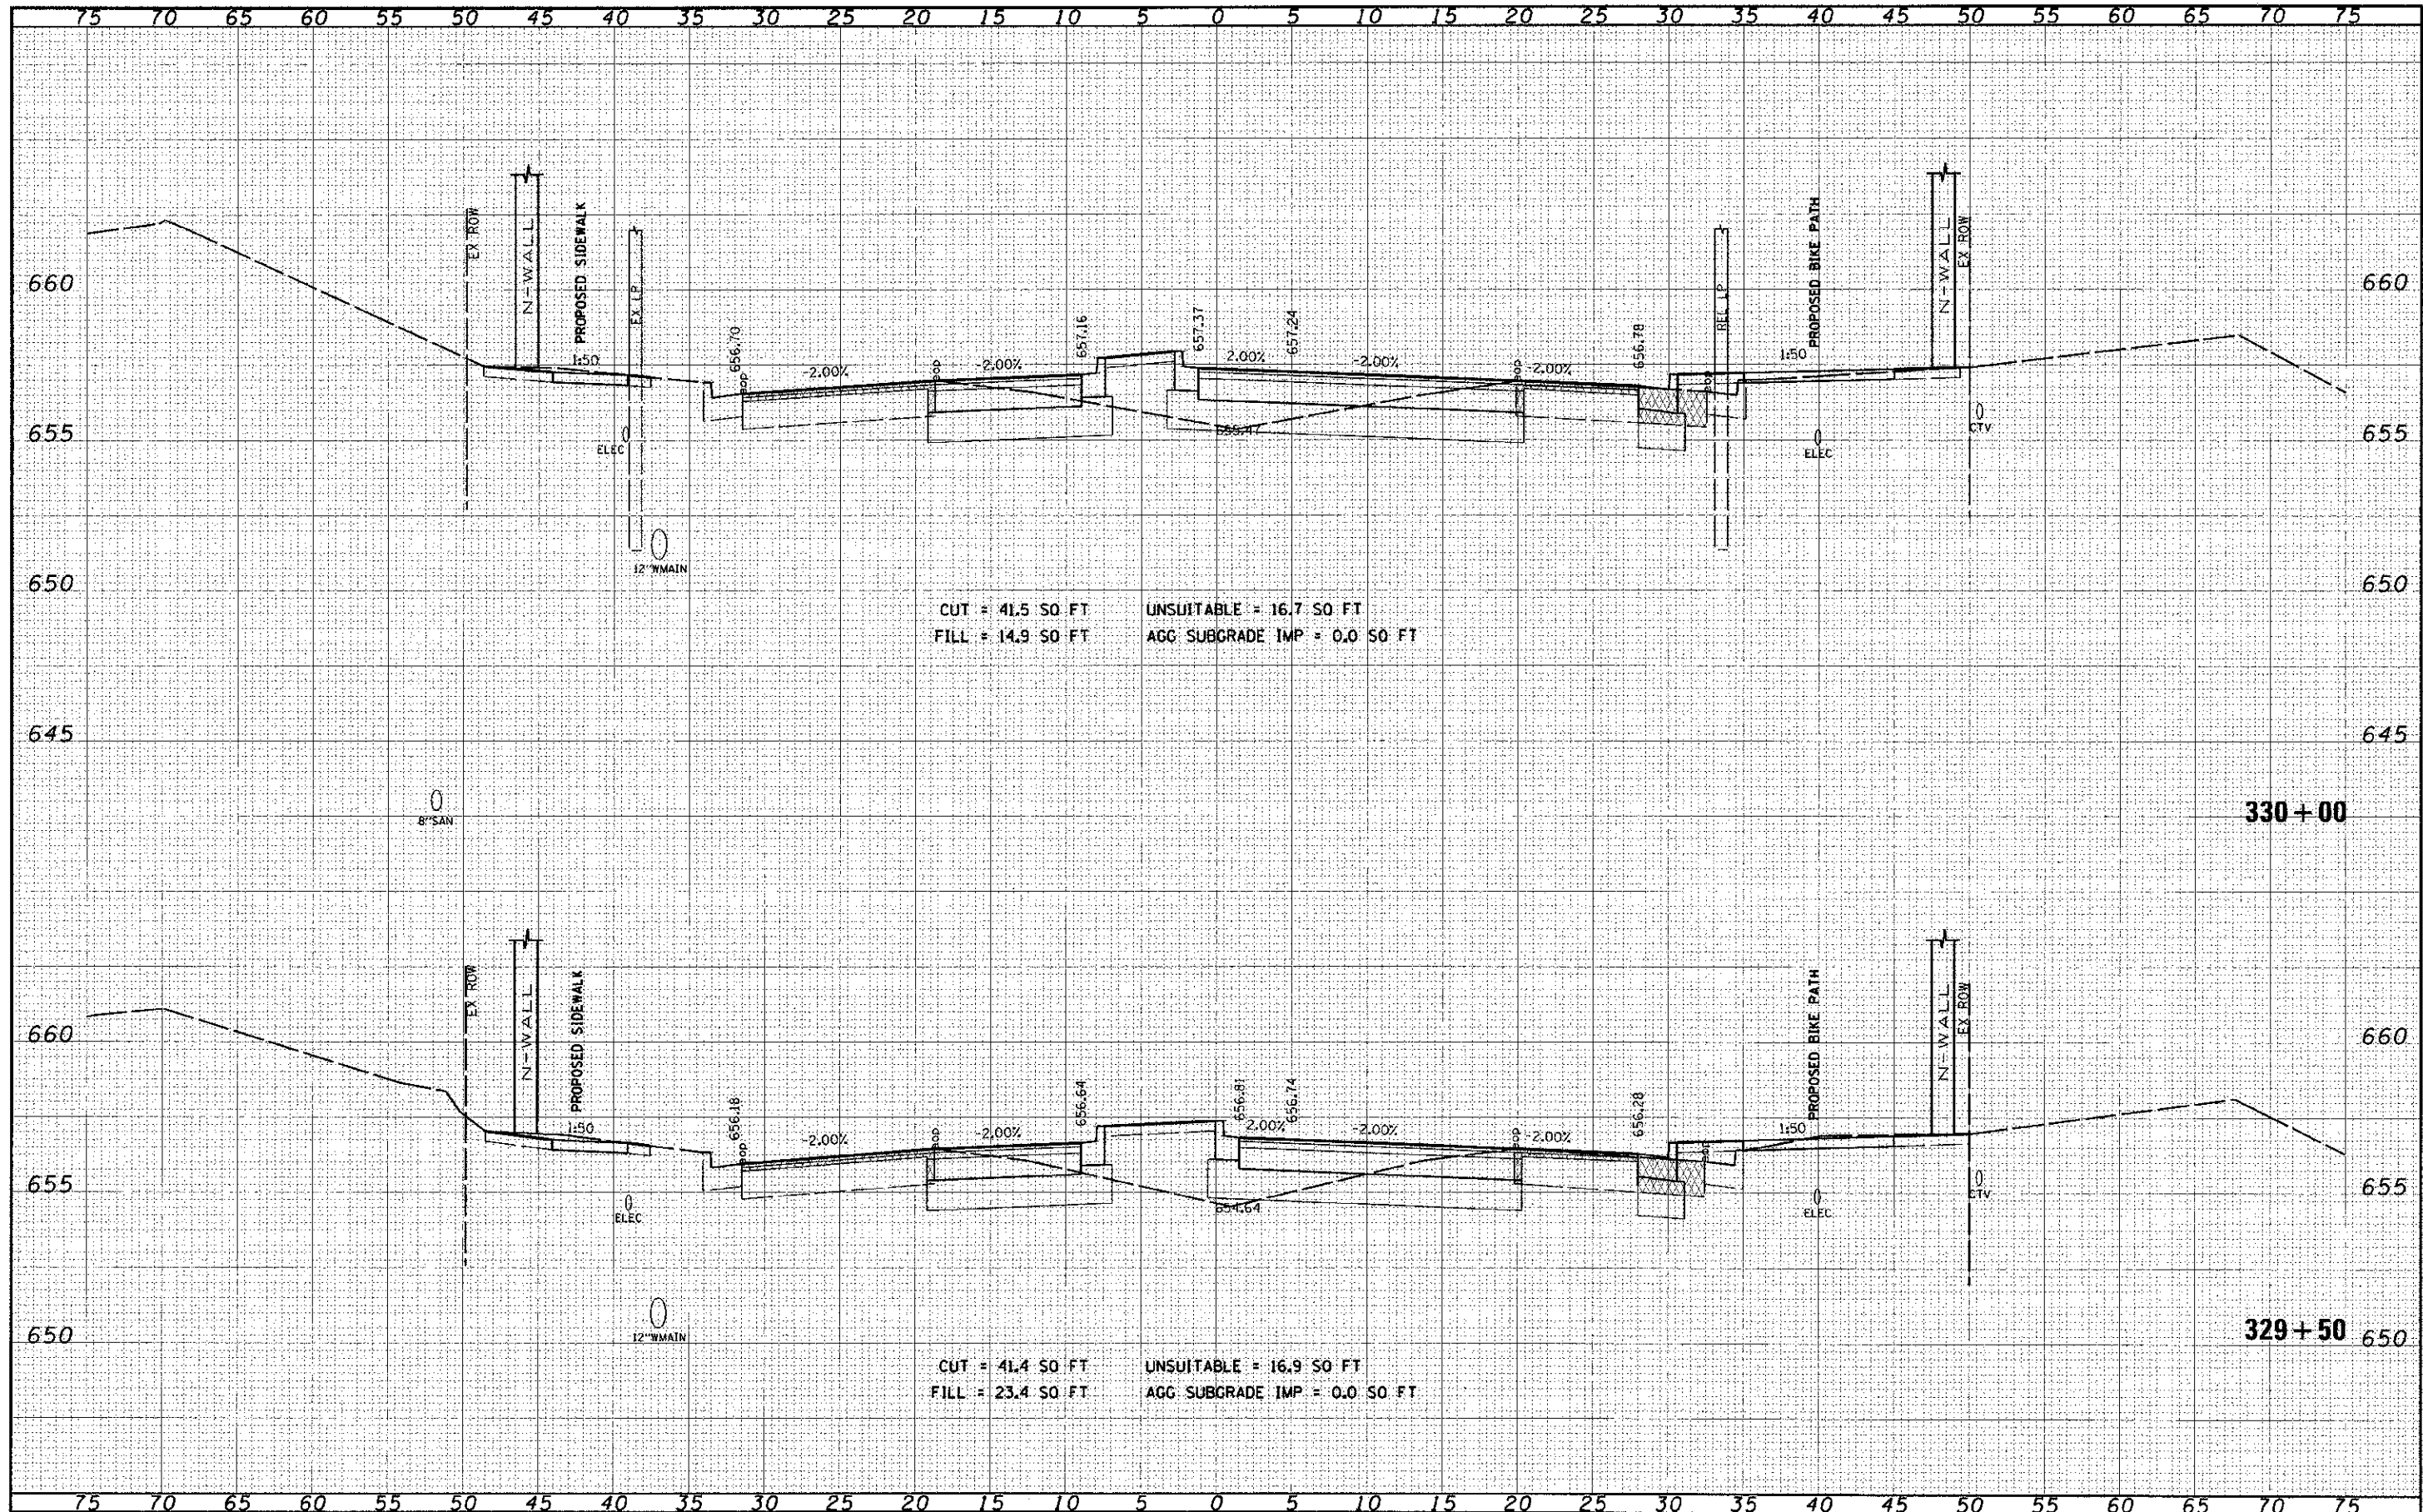 75 70 65 60 55 50 45 40 35 30 25 20 15 10 5 0 5 10 15 20 25 30 35 40 45 50 55 60 65 70 75
EX ROW
N-WALL
PROPOSED SIDEWALK
EX LP
1:50
656.70
eop
-2.00%
eop
-2.00%
657.16
657.37
2.00%
657.24
-2.00%
eop
-2.00%
656.78
eop
REL LP
1:50
PROPOSED BIKE PATH
N-WALL
EX ROW
660 660
655 655
655.47
ELEC
ELEC
CTV
12"WMAIN
650 650
CUT = 41.5 SQ FT UNSUITABLE = 16.7 SQ FT
FILL = 14.9 SQ FT AGG SUBGRADE IMP = 0.0 SQ FT
645 645
8"SAN
330+00
EX ROW
N-WALL
PROPOSED SIDEWALK
1:50
656.18
eop
-2.00%
eop
-2.00%
656.64
656.81
2.00%
656.74
-2.00%
eop
-2.00%
656.28
eop
1:50
PROPOSED BIKE PATH
N-WALL
EX ROW
660 660
655 655
654.64
ELEC
ELEC
CTV
12"WMAIN
650 329+50 650
CUT = 41.4 SQ FT UNSUITABLE = 16.9 SQ FT
FILL = 23.4 SQ FT AGG SUBGRADE IMP = 0.0 SQ FT
75 70 65 60 55 50 45 40 35 30 25 20 15 10 5 0 5 10 15 20 25 30 35 40 45 50 55 60 65 70 75